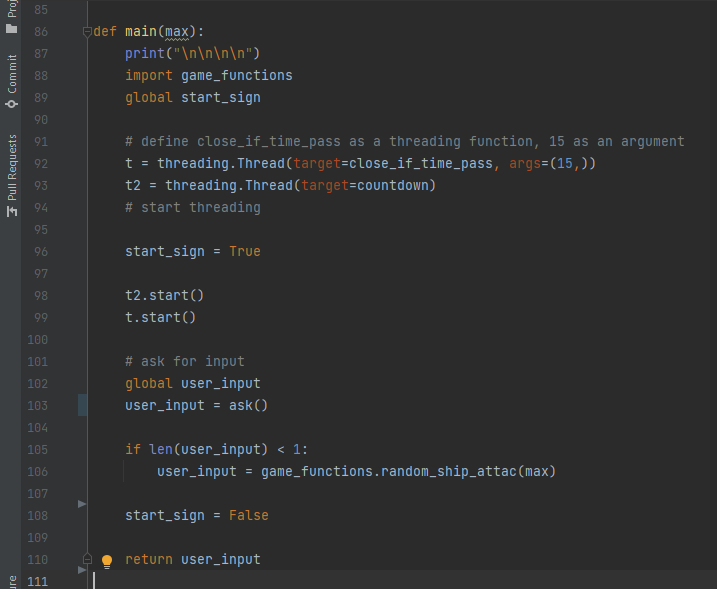 Proj
Commit
Pull Requests
ure
85
86 def main(max):
87 print("\n\n\n\n")
88 import game_functions
89 global start_sign
90
91 # define close_if_time_pass as a threading function, 15 as an argument
92 t = threading.Thread(target=close_if_time_pass, args=(15,))
93 t2 = threading.Thread(target=countdown)
94 # start threading
95
96 start_sign = True
97
98 t2.start()
99 t.start()
100
101 # ask for input
102 global user_input
103 user_input = ask()
104
105 if len(user_input) < 1:
106 user_input = game_functions.random_ship_attac(max)
107
108 start_sign = False
109
110 return user_input
111